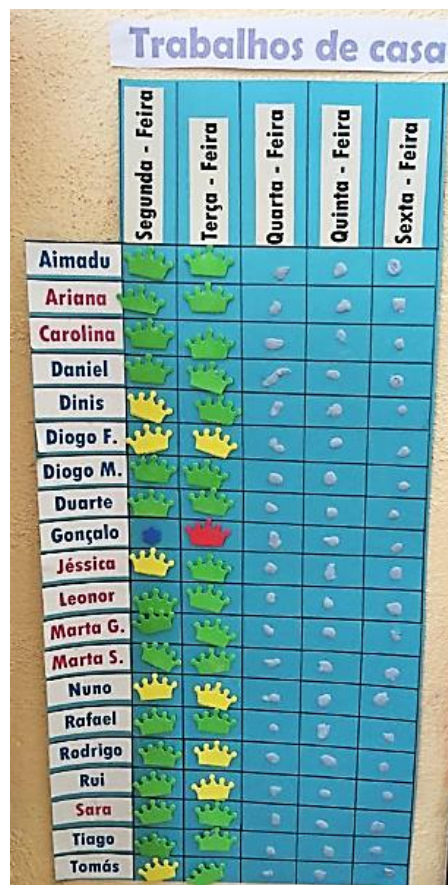 Trabalhos de casa
Segunda - Feira
Terça - Feira
Quarta - Feira
Quinta - Feira
Sexta - Feira
Aimadu
Ariana
Carolina
Daniel
Dinis
Diogo F.
Diogo M.
Duarte
Gonçalo
Jéssica
Leonor
Marta G.
Marta S.
Nuno
Rafael
Rodrigo
Rui
Sara
Tiago
Tomás